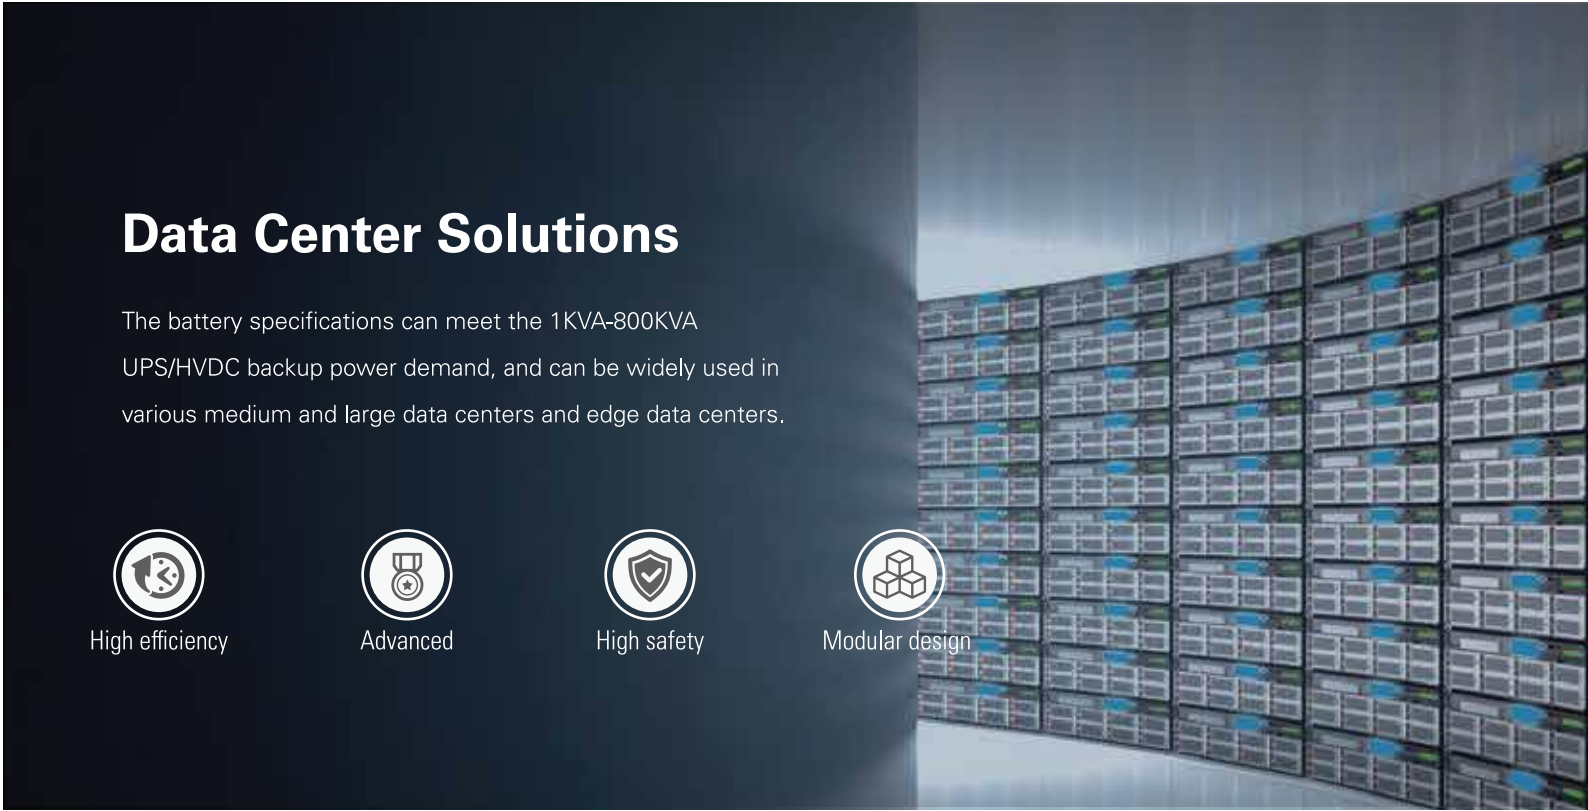 Data Center Solutions
The battery specifications can meet the 1KVA-800KVA
UPS/HVDC backup power demand, and can be widely used in
various medium and large data centers and edge data centers.
High efficiency
Advanced
High safety
Modular design